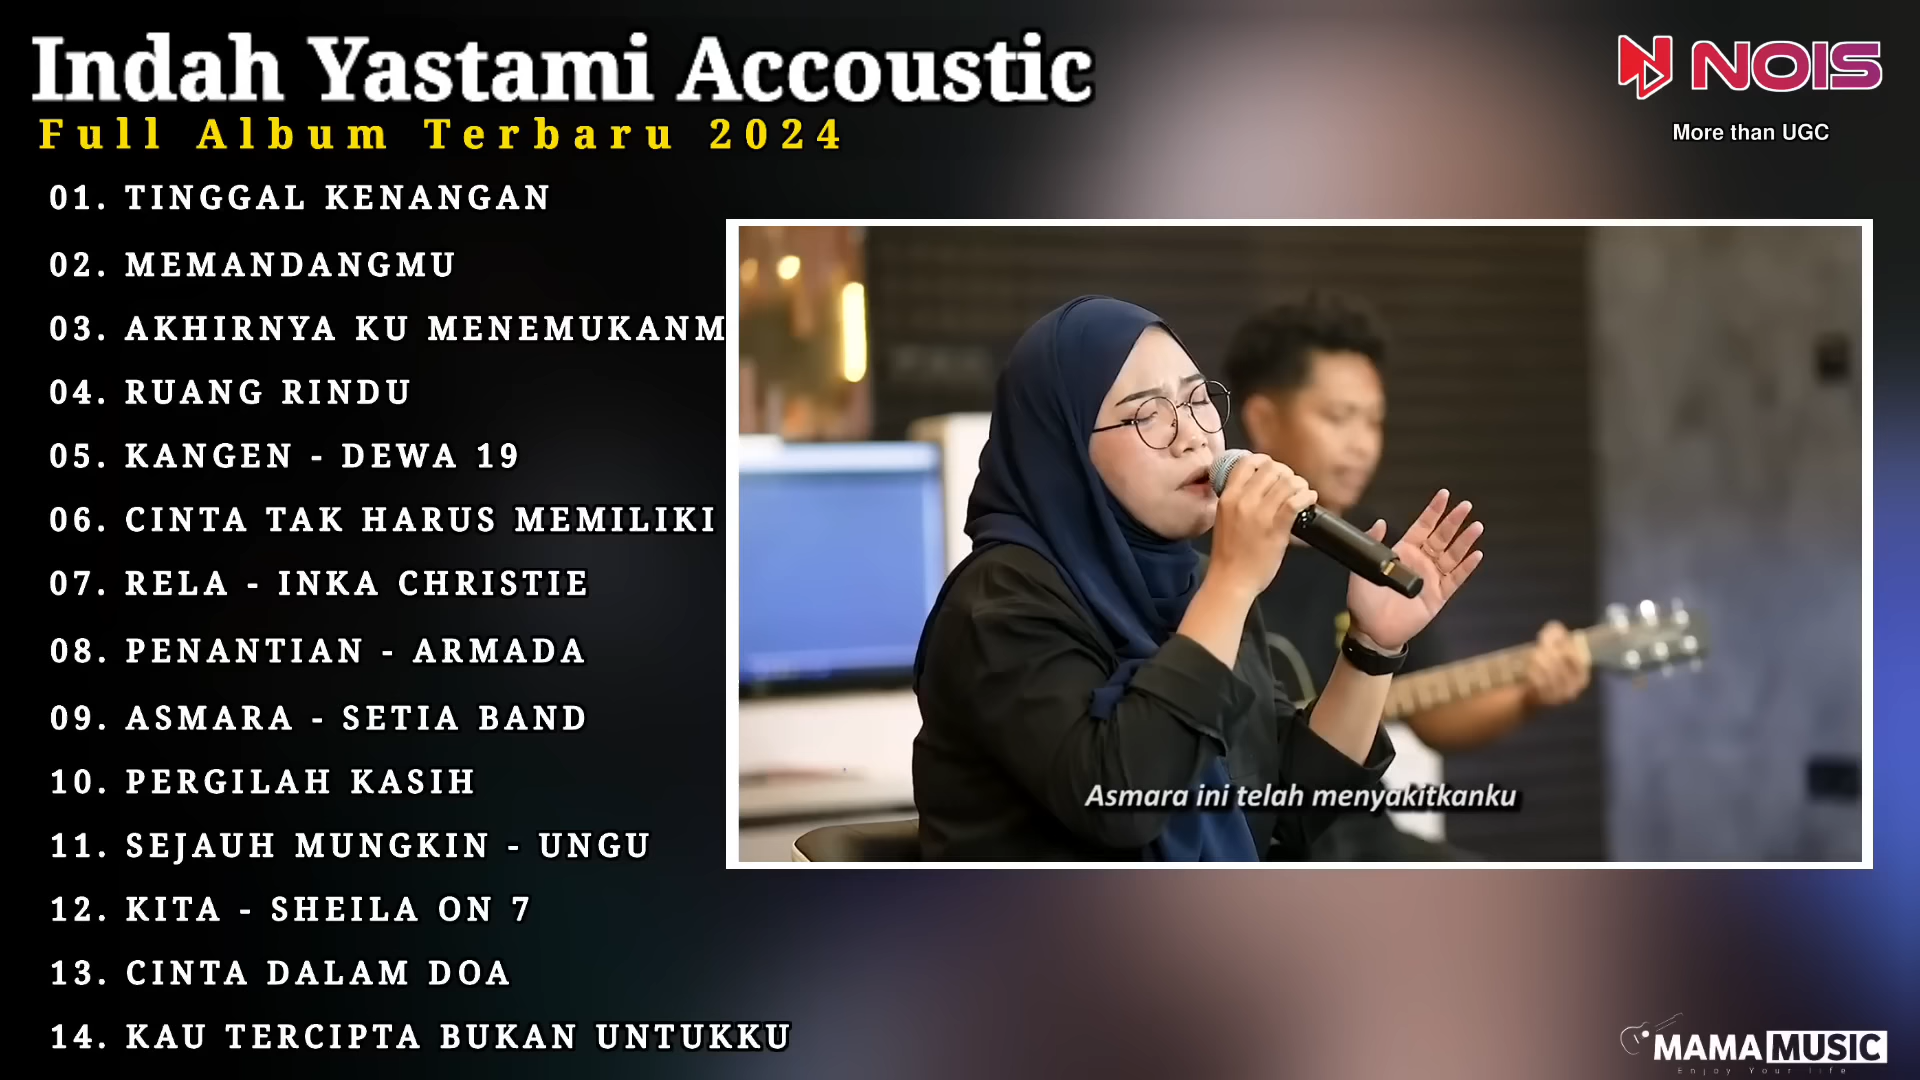 Indah Yastami Accoustic
Full Album Terbaru 2024
NOIS
More than UGC
01. TINGGAL KENANGAN
02. MEMANDANGMU
03. AKHIRNYA KU MENEMUKANM
04. RUANG RINDU
05. KANGEN - DEWA 19
06. CINTA TAK HARUS MEMILIKI
07. RELA - INKA CHRISTIE
08. PENANTIAN - ARMADA
09. ASMARA - SETIA BAND
10. PERGILAH KASIH
11. SEJAUH MUNGKIN - UNGU
12. KITA - SHEILA ON 7
13. CINTA DALAM DOA
14. KAU TERCIPTA BUKAN UNTUKKU
Asmara ini telah menyakitkanku
MAMA MUSIC
Enjoy Your life